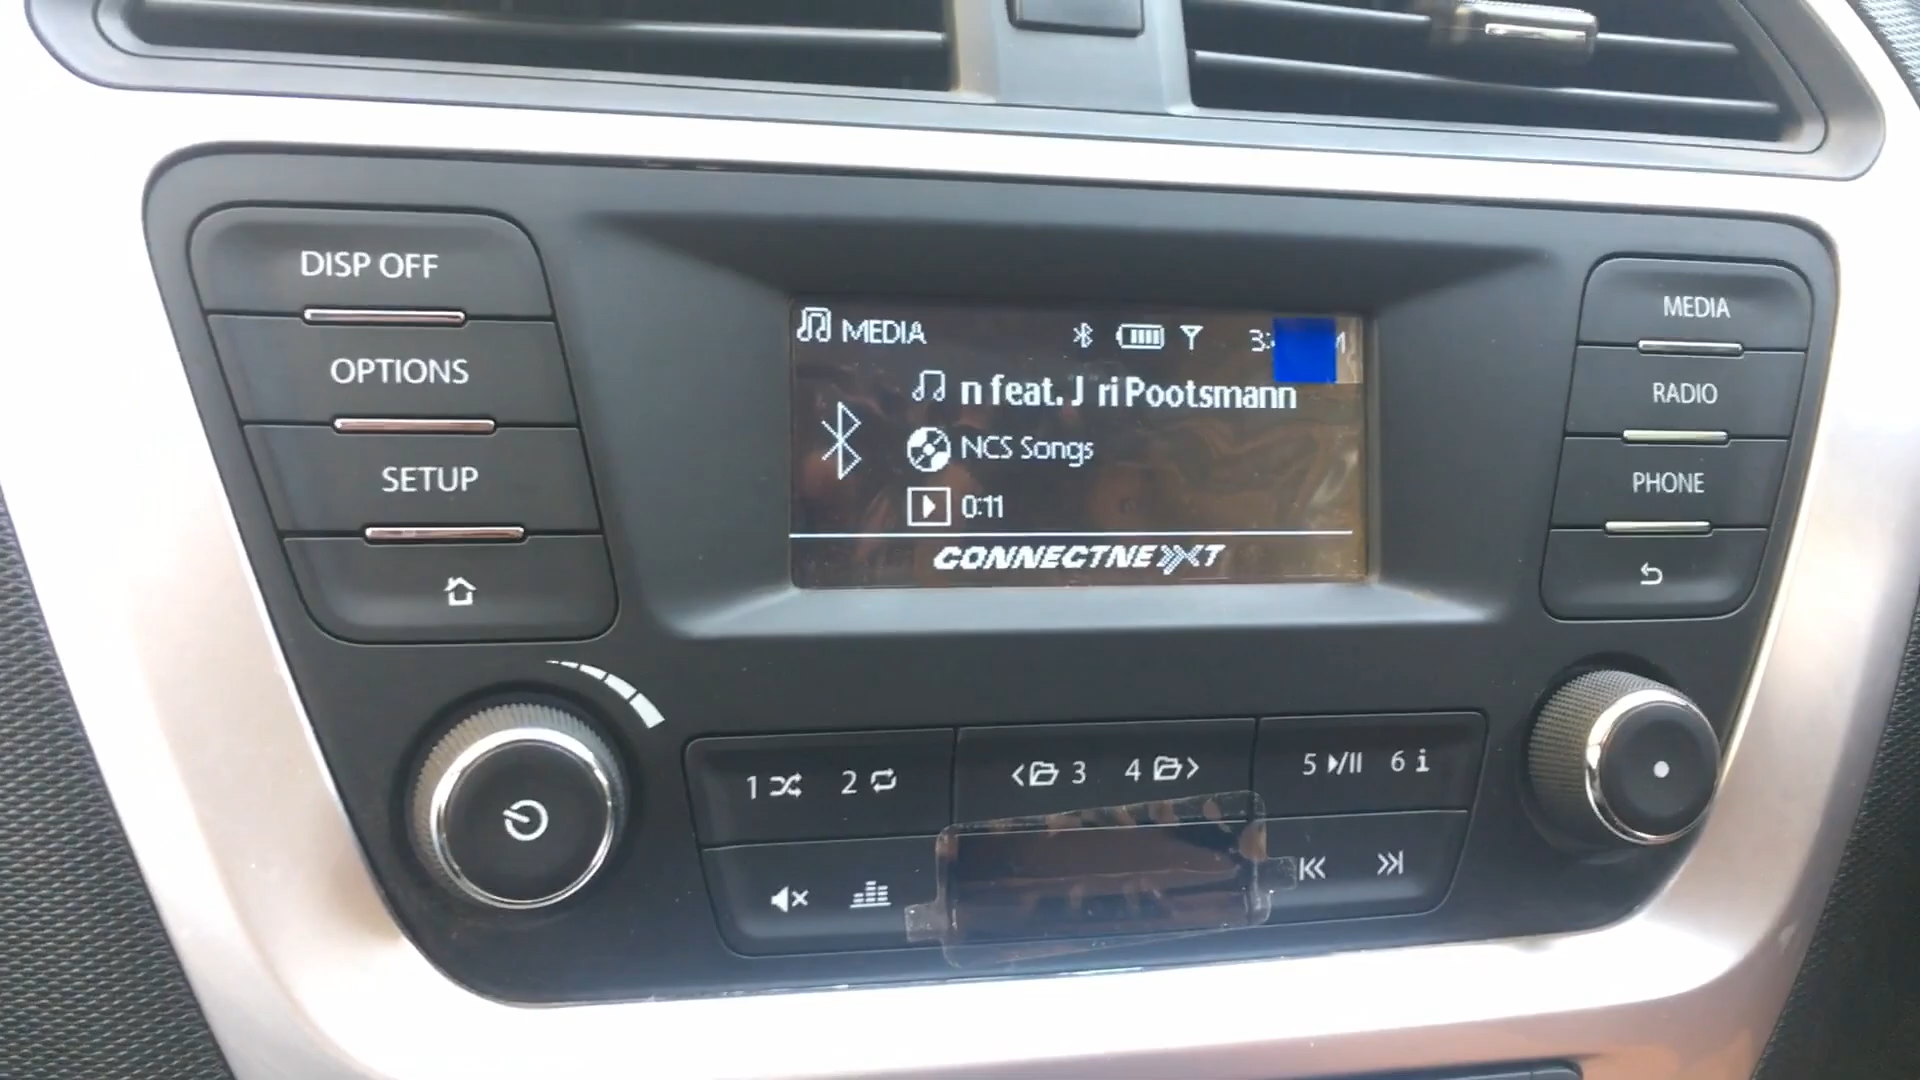 DISP OFF
OPTIONS
SETUP
MEDIA
n feat. J ri Pootsmann
NCS Songs
0:11
CONNECTNEXT
MEDIA
RADIO
PHONE
1 2
3 4
5 6 i